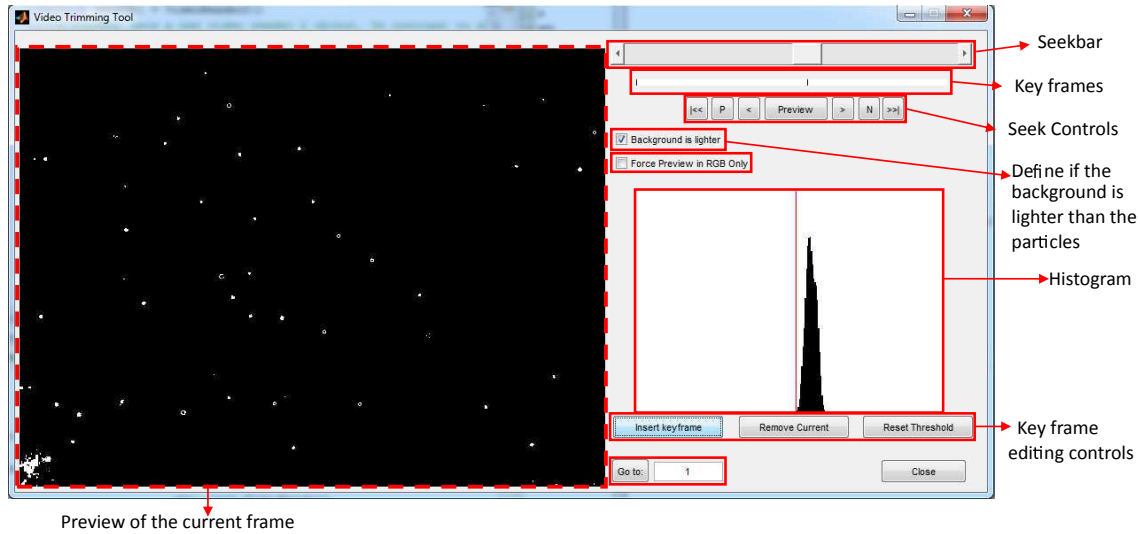 Video Trimming Tool
Seekbar
Key frames
|<< P < Preview > N >>|
Seek Controls
Background is lighter
Force Preview in RGB Only
Define if the
background is
lighter than the
particles
Histogram
Insert keyframe Remove Current Reset Threshold
Key frame
editing controls
Go to: 1 Close
Preview of the current frame